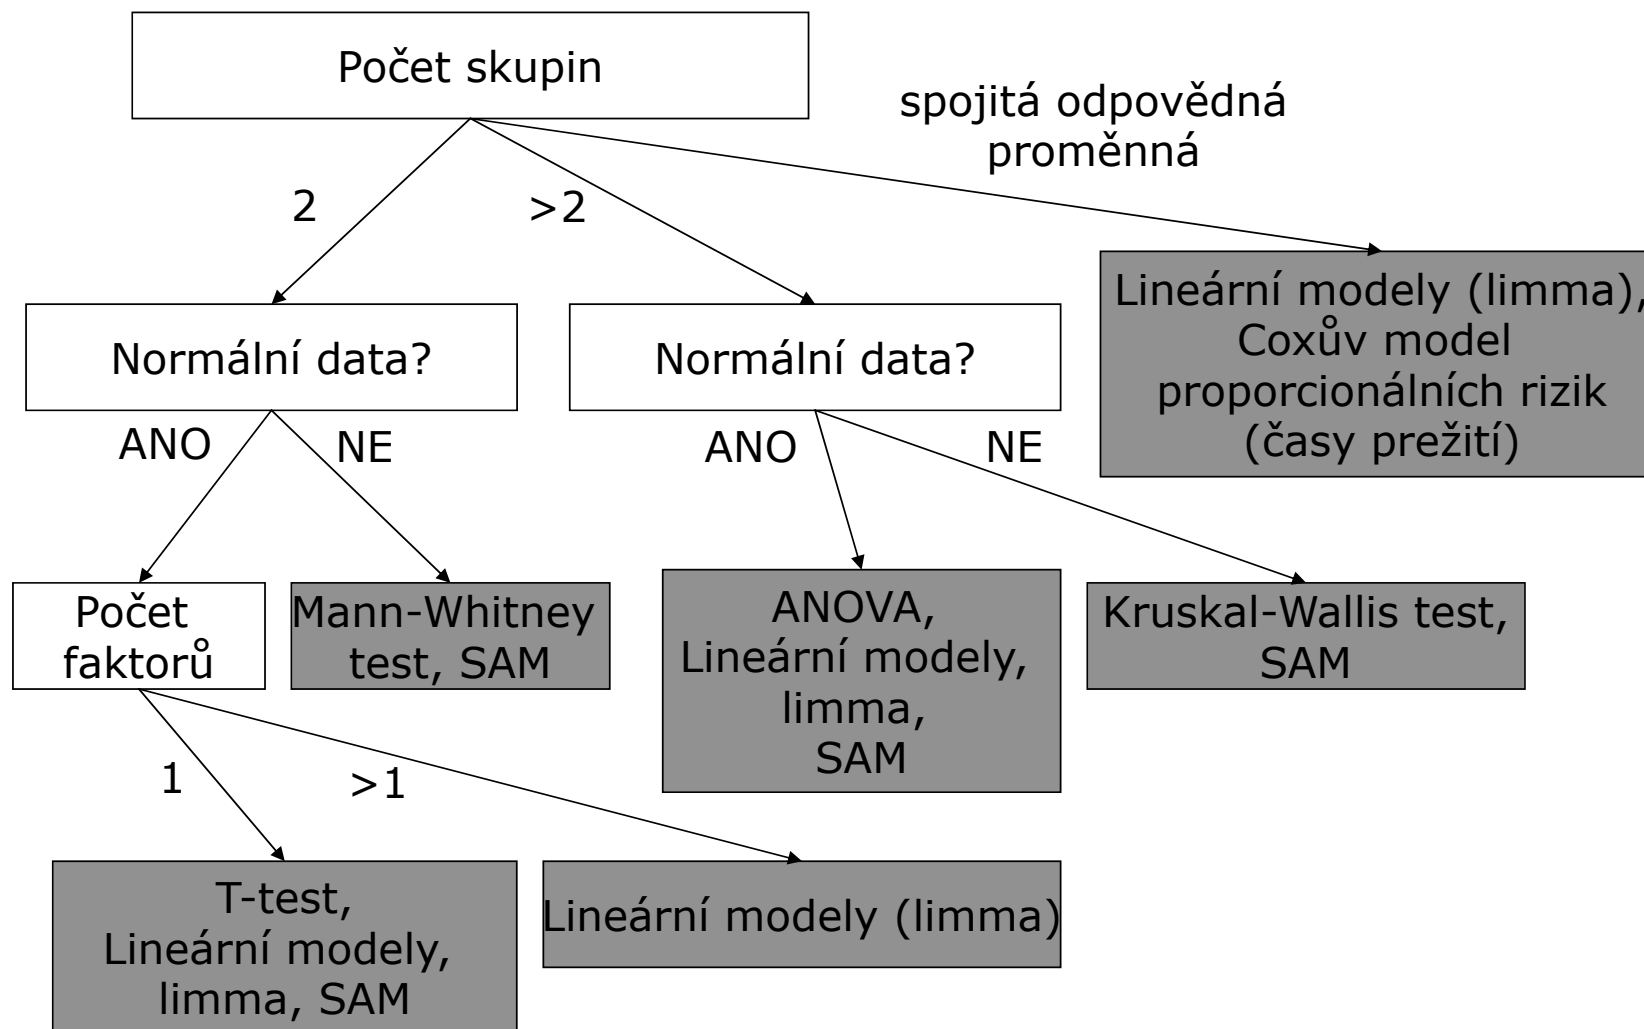 Počet skupin
spojitá odpovědná
proměnná
2
>2
Normální data?
Normální data?
Lineární modely (limma),
Coxův model
proporcionálních rizik
(časy prežití)
ANO
NE
ANO
NE
Počet
faktorů
Mann-Whitney
test, SAM
ANOVA,
Lineární modely,
limma,
SAM
Kruskal-Wallis test,
SAM
1
>1
T-test,
Lineární modely,
limma, SAM
Lineární modely (limma)